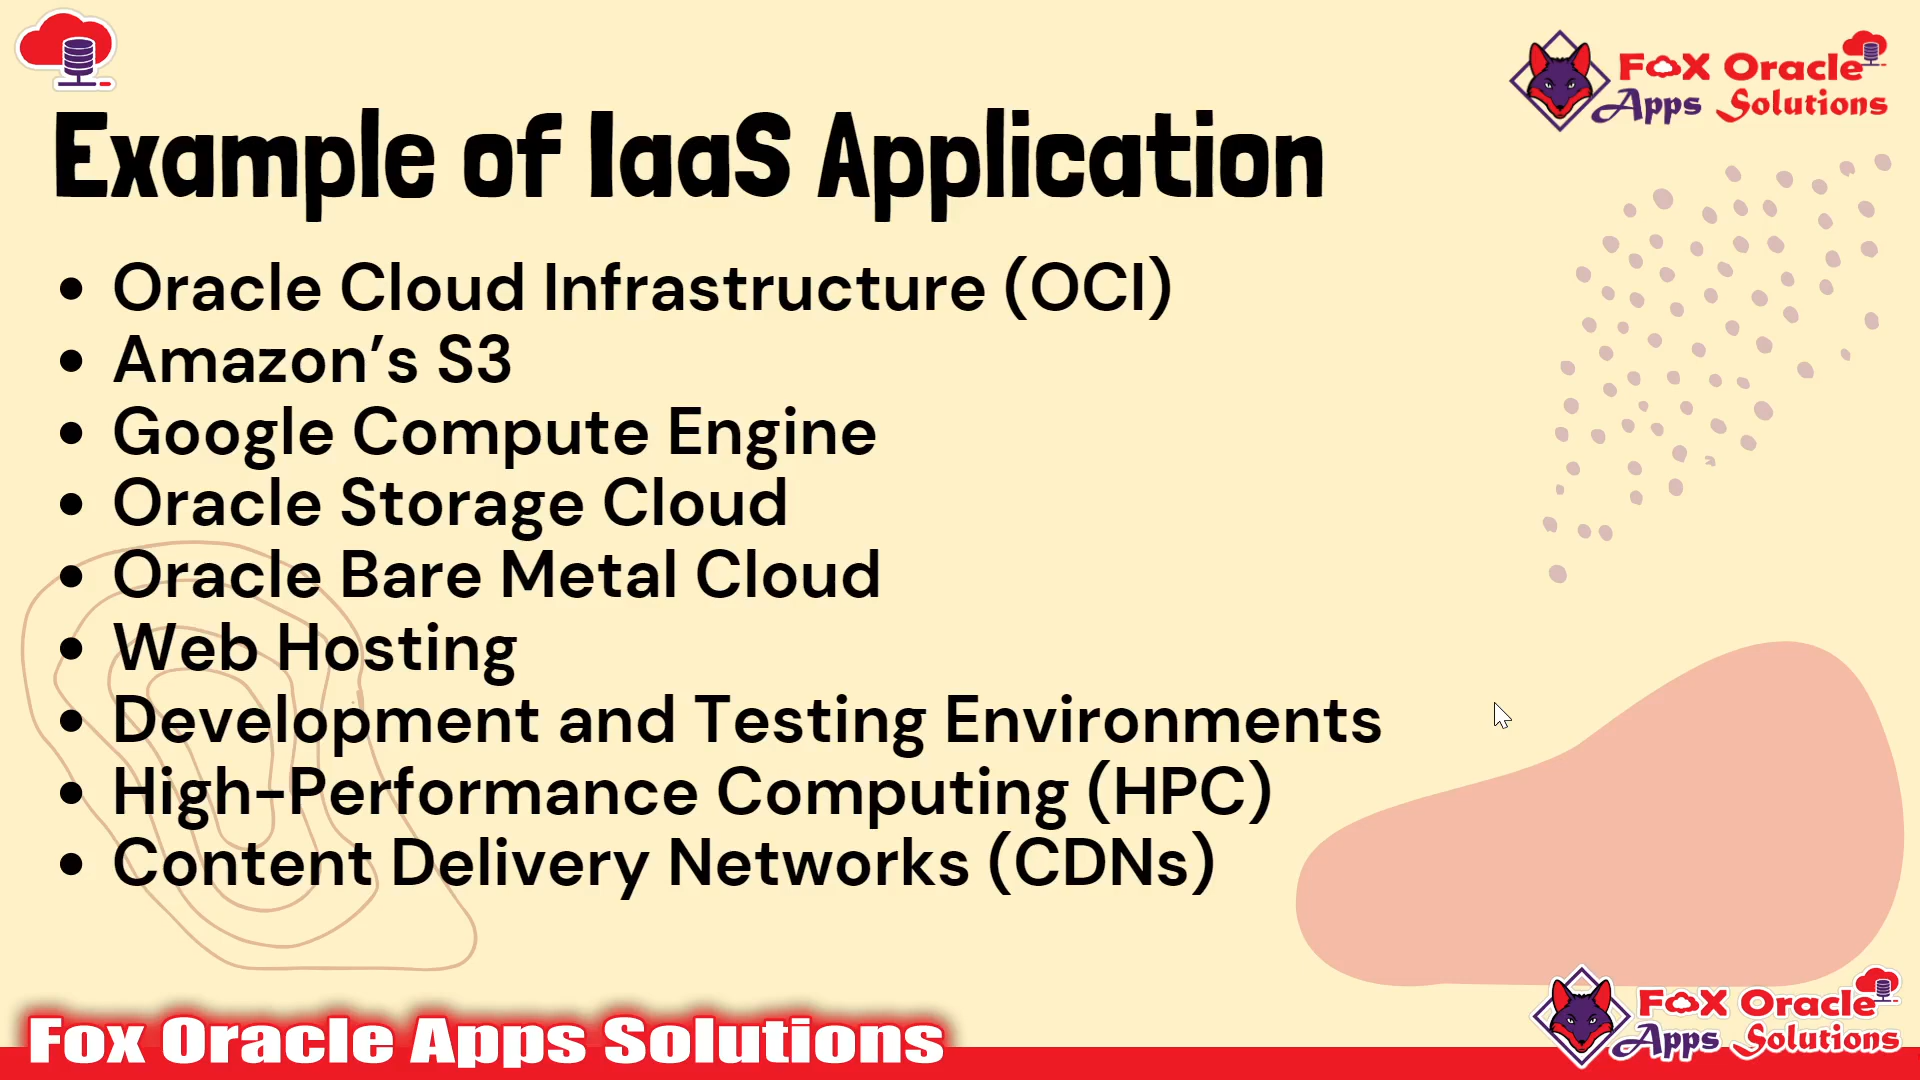 FoX Oracle
Apps Solutions
Example of IaaS Application
• Oracle Cloud Infrastructure (OCI)
• Amazon’s S3
• Google Compute Engine
• Oracle Storage Cloud
• Oracle Bare Metal Cloud
• Web Hosting
• Development and Testing Environments
• High-Performance Computing (HPC)
• Content Delivery Networks (CDNs)
Fox Oracle Apps Solutions
FoX Oracle
Apps Solutions